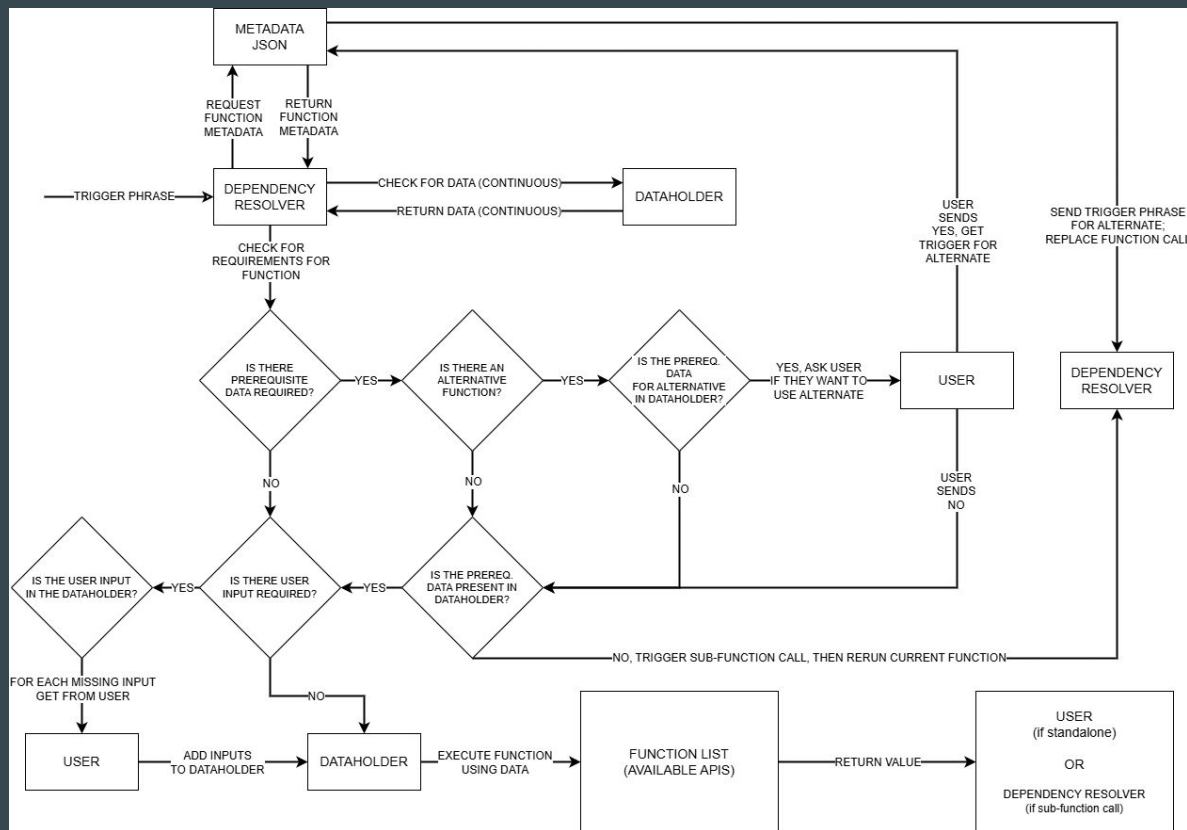 METADATA
JSON
REQUEST
FUNCTION
METADATA
RETURN
FUNCTION
METADATA
TRIGGER PHRASE
DEPENDENCY
RESOLVER
CHECK FOR DATA (CONTINUOUS)
RETURN DATA (CONTINUOUS)
DATAHOLDER
USER
SENDS
YES, GET
TRIGGER FOR
ALTERNATE
SEND TRIGGER PHRASE
FOR ALTERNATE;
REPLACE FUNCTION CALL
CHECK FOR
REQUIREMENTS FOR
FUNCTION
IS THERE
PREREQUISITE
DATA REQUIRED?
YES
IS THERE AN
ALTERNATIVE
FUNCTION?
YES
IS THE PREREQ.
DATA
FOR ALTERNATIVE
IN DATAHOLDER?
YES, ASK USER
IF THEY WANT TO
USE ALTERNATE
USER
DEPENDENCY
RESOLVER
NO
NO
NO
USER
SENDS
NO
IS THE USER INPUT
IN THE DATAHOLDER?
YES
IS THERE USER
INPUT REQUIRED?
YES
IS THE PREREQ.
DATA PRESENT IN
DATAHOLDER?
NO, TRIGGER SUB-FUNCTION CALL, THEN RERUN CURRENT FUNCTION
FOR EACH MISSING INPUT
GET FROM USER
NO
USER
ADD INPUTS
TO DATAHOLDER
DATAHOLDER
EXECUTE FUNCTION
USING DATA
FUNCTION LIST
(AVAILABLE APIS)
RETURN VALUE
USER
(if standalone)
OR
DEPENDENCY RESOLVER
(if sub-function call)